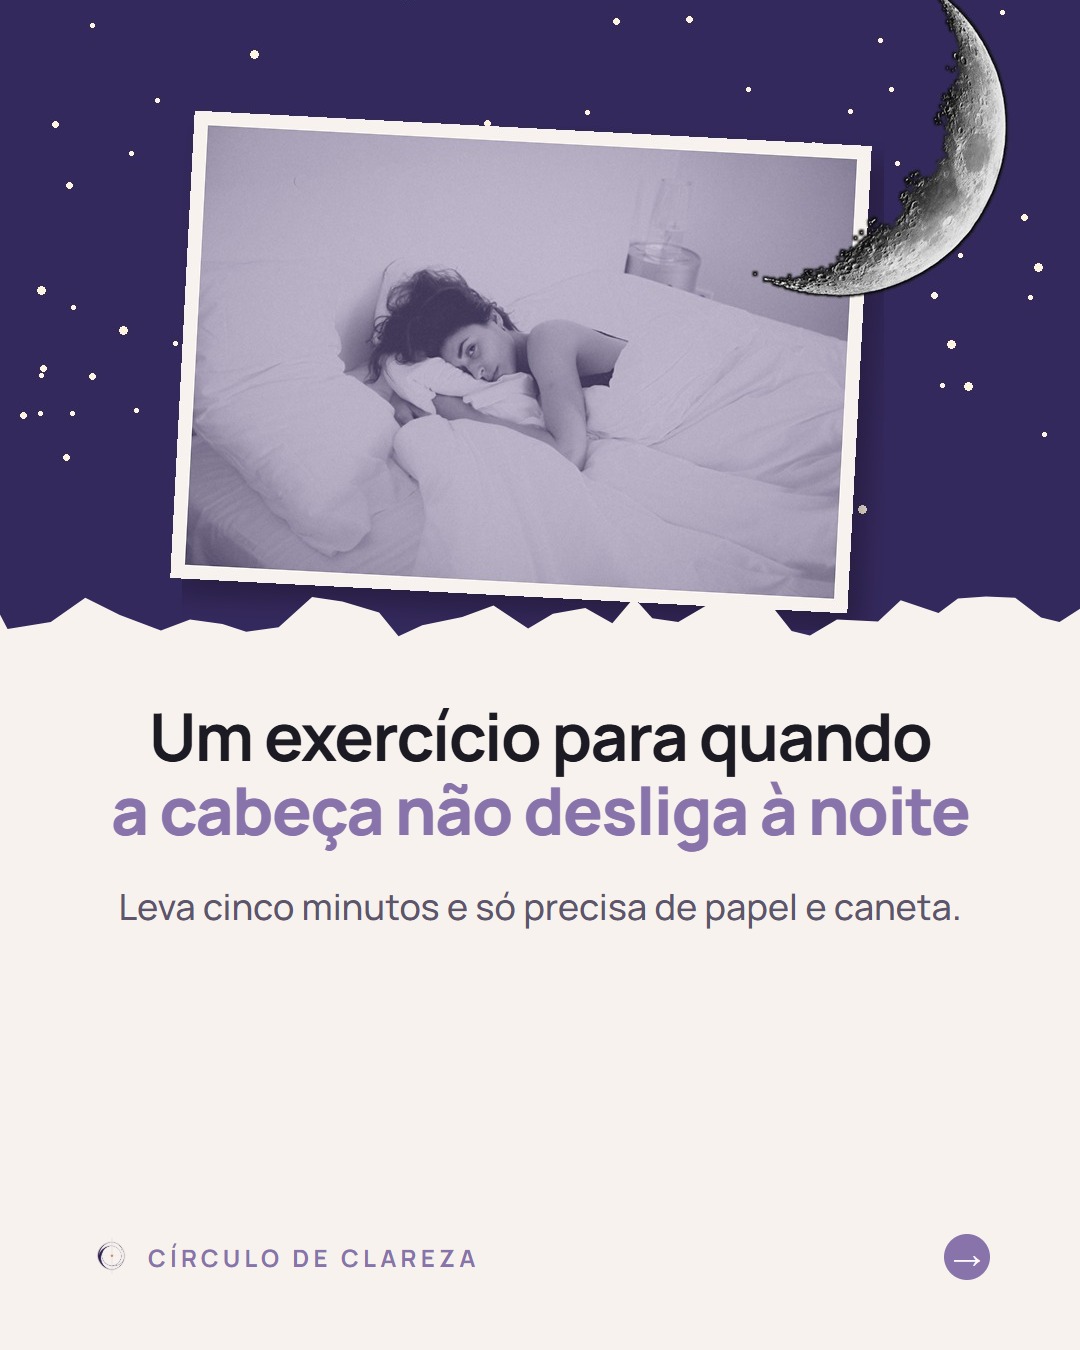 Um exercício para quando
a cabeça não desliga à noite
Leva cinco minutos e só precisa de papel e caneta.
CÍRCULO DE CLAREZA
→